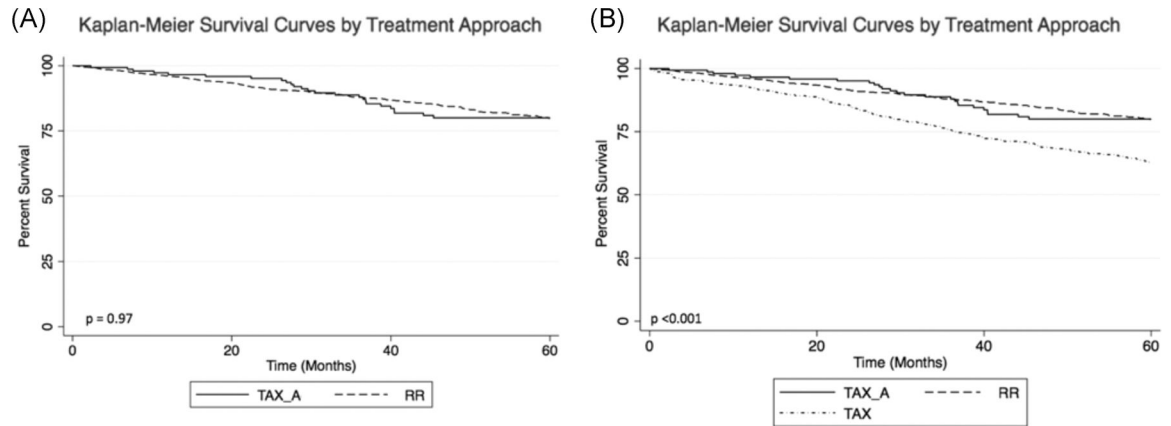 (A)
Kaplan-Meier Survival Curves by Treatment Approach
Percent Survival
100
75
50
25
0
p = 0.97
0 20 40 60
Time (Months)
TAX_A RR
(B)
Kaplan-Meier Survival Curves by Treatment Approach
Percent Survival
100
75
50
25
0
p <0.001
0 20 40 60
Time (Months)
TAX_A RR
TAX